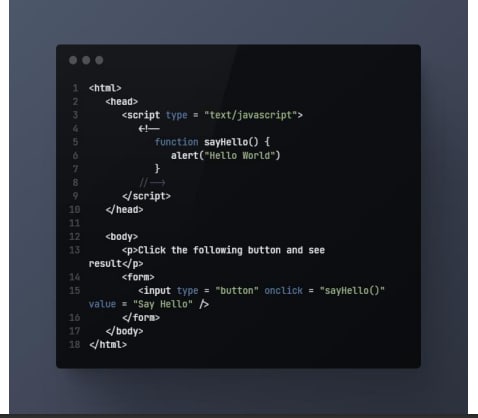 1 <html>
2 <head>
3 <script type = "text/javascript">
4 <!--
5 function sayHello() {
6 alert("Hello World")
7 }
8 //-->
9 </script>
10 </head>
11
12 <body>
13 <p>Click the following button and see
result</p>
14 <form>
15 <input type = "button" onclick = "sayHello()"
value = "Say Hello" />
16 </form>
17 </body>
18 </html>